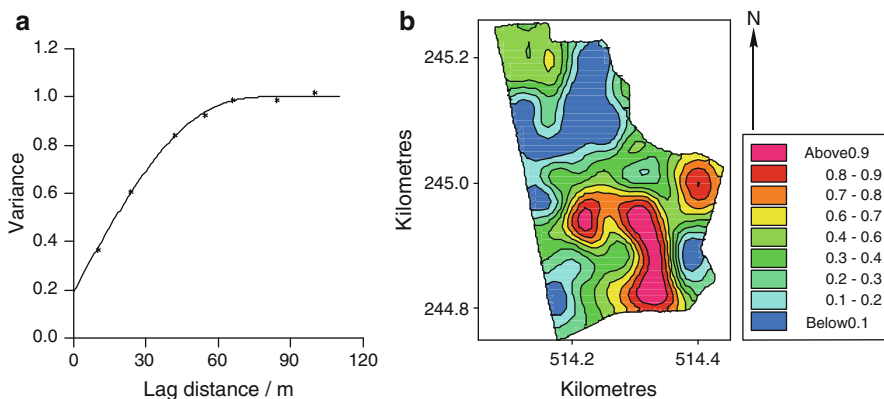 a
1.2
1.0
0.8
0.6
0.4
0.2
0.0
Variance
0 30 60 90 120
Lag distance / m
b
245.2
245.0
244.8
Kilometres
514.2 514.4
Kilometres
N
Above0.9
0.8 - 0.9
0.7 - 0.8
0.6 - 0.7
0.4 - 0.6
0.3 - 0.4
0.2 - 0.3
0.1 - 0.2
Below0.1